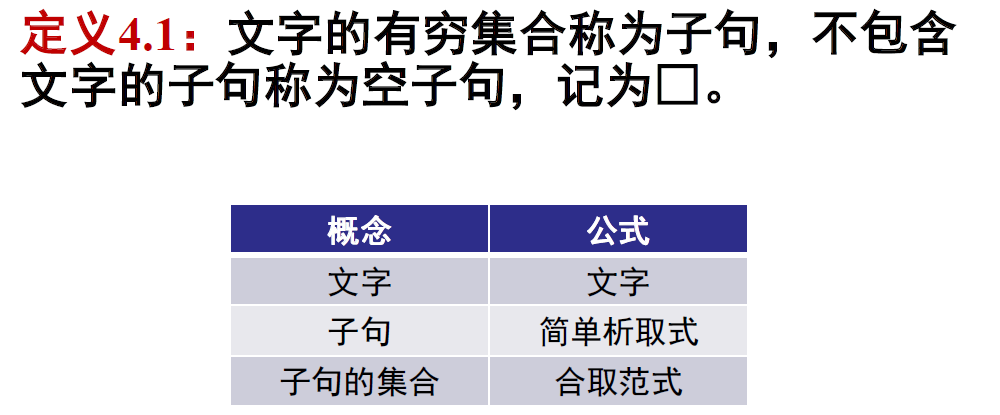 定义4.1：文字的有穷集合称为子句，不包含
文字的子句称为空子句，记为□。
概念 公式
文字 文字
子句 简单析取式
子句的集合 合取范式